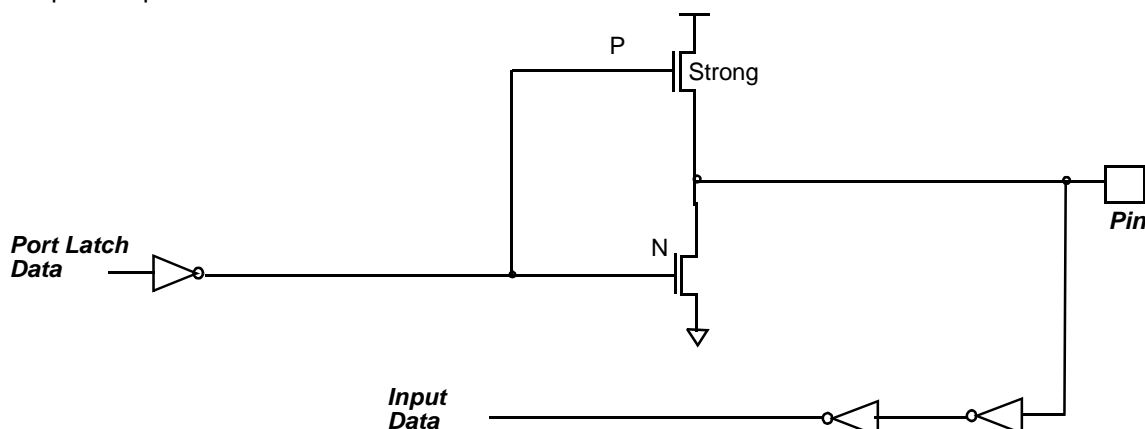 P
Strong
Pin
N
Port Latch
Data
Input
Data